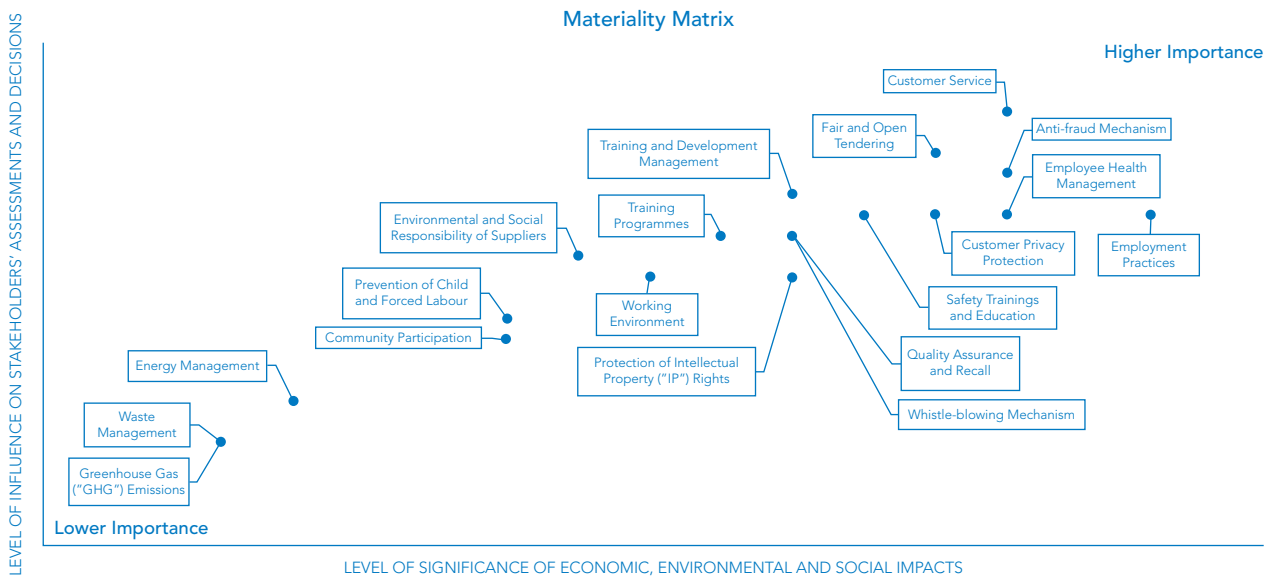 Materiality Matrix
Higher Importance
LEVEL OF INFLUENCE ON STAKEHOLDERS' ASSESSMENTS AND DECISIONS
Customer Service
Fair and Open
Tendering
Anti-fraud Mechanism
Training and Development
Management
Employee Health
Management
Environmental and Social
Responsibility of Suppliers
Training
Programmes
Customer Privacy
Protection
Employment
Practices
Prevention of Child
and Forced Labour
Working
Environment
Safety Trainings
and Education
Community Participation
Protection of Intellectual
Property ("IP") Rights
Quality Assurance
and Recall
Energy Management
Whistle-blowing Mechanism
Waste
Management
Greenhouse Gas
("GHG") Emissions
Lower Importance
LEVEL OF SIGNIFICANCE OF ECONOMIC, ENVIRONMENTAL AND SOCIAL IMPACTS